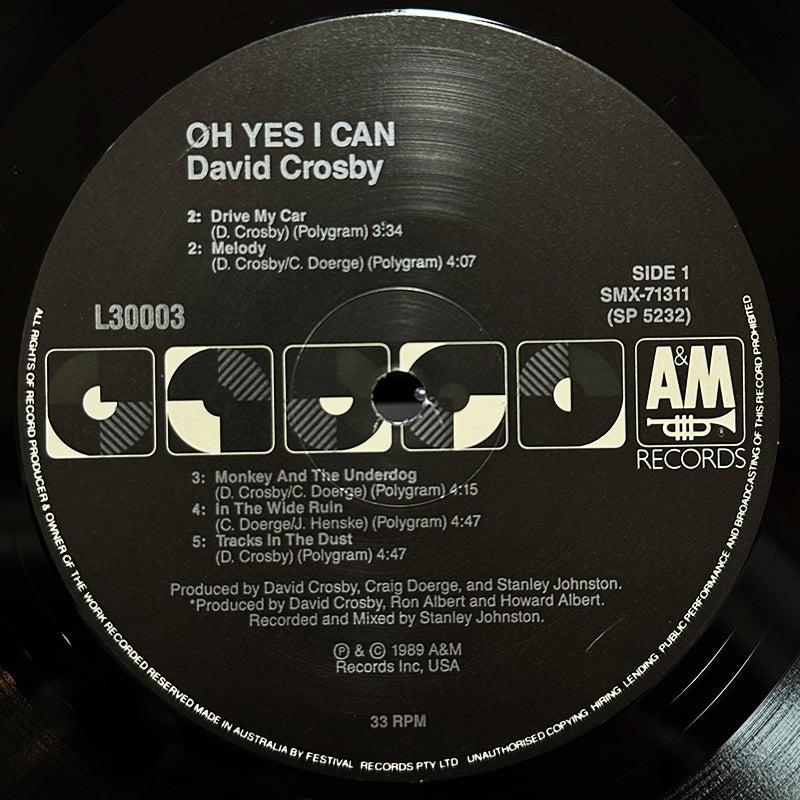 OH YES I CAN
David Crosby
2: Drive My Car
(D. Crosby) (Polygram) 3:34
2: Melody
(D. Crosby/C. Doerge) (Polygram) 4:07
SIDE 1
SMX-71311
(SP 5232)
L30003
A&M
RECORDS
3: Monkey And The Underdog
(D. Crosby/C. Doerge) (Polygram) 4:15
4: In The Wide Ruin
(C. Doerge/J. Henske) (Polygram) 4:47
5: Tracks In The Dust
(D. Crosby) (Polygram) 4:47
Produced by David Crosby, Craig Doerge, and Stanley Johnston.
*Produced by David Crosby, Ron Albert and Howard Albert.
Recorded and Mixed by Stanley Johnston.
Ⓟ & © 1989 A&M
Records Inc, USA
33 RPM
ALL RIGHTS OF RECORD PRODUCER & OWNER OF THE WORK RECORDED RESERVED MADE IN AUSTRALIA BY FESTIVAL RECORDS PTY LTD UNAUTHORISED COPYING HIRING LENDING PUBLIC PERFORMANCE AND BROADCASTING OF THIS RECORD PROHIBITED